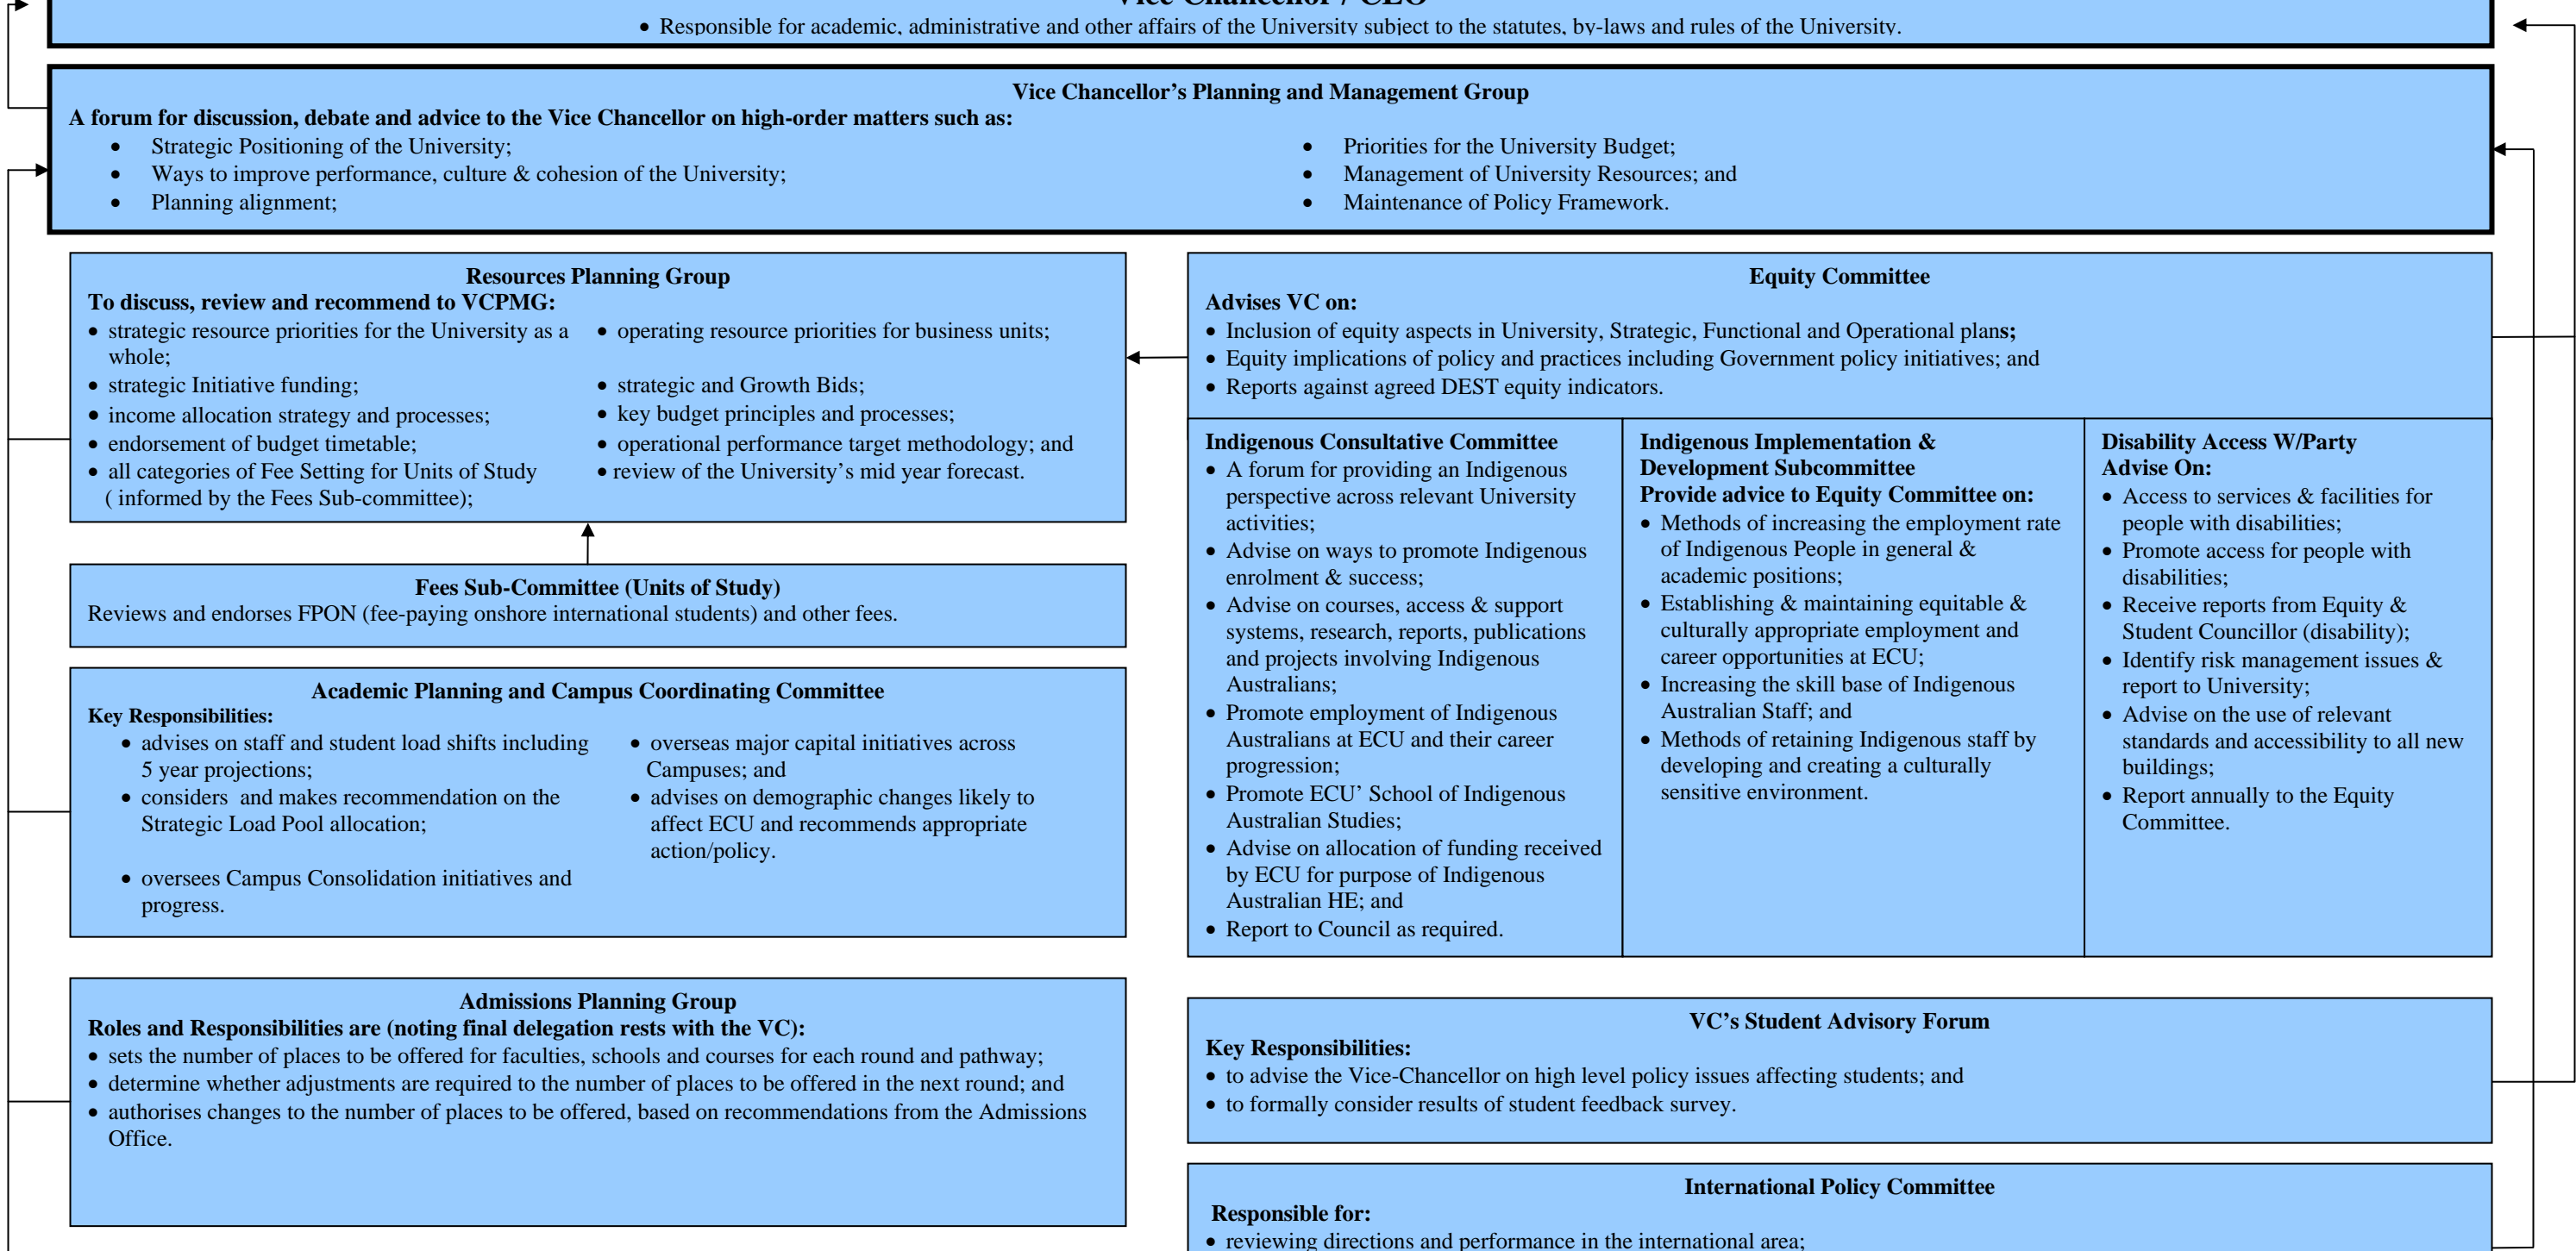 Vice Chancellor / CEO
• Responsible for academic, administrative and other affairs of the University subject to the statutes, by-laws and rules of the University.
Vice Chancellor’s Planning and Management Group
A forum for discussion, debate and advice to the Vice Chancellor on high-order matters such as:
• Strategic Positioning of the University;
• Ways to improve performance, culture & cohesion of the University;
• Planning alignment;
• Priorities for the University Budget;
• Management of University Resources; and
• Maintenance of Policy Framework.
Resources Planning Group
To discuss, review and recommend to VCPMG:
• strategic resource priorities for the University as a
whole;
• strategic Initiative funding;
• income allocation strategy and processes;
• endorsement of budget timetable;
• all categories of Fee Setting for Units of Study
( informed by the Fees Sub-committee);
• operating resource priorities for business units;
• strategic and Growth Bids;
• key budget principles and processes;
• operational performance target methodology; and
• review of the University’s mid year forecast.
Fees Sub-Committee (Units of Study)
Reviews and endorses FPON (fee-paying onshore international students) and other fees.
Academic Planning and Campus Coordinating Committee
Key Responsibilities:
• advises on staff and student load shifts including
5 year projections;
• considers  and makes recommendation on the
Strategic Load Pool allocation;
• oversees Campus Consolidation initiatives and
progress.
• overseas major capital initiatives across
Campuses; and
• advises on demographic changes likely to
affect ECU and recommends appropriate
action/policy.
Admissions Planning Group
Roles and Responsibilities are (noting final delegation rests with the VC):
• sets the number of places to be offered for faculties, schools and courses for each round and pathway;
• determine whether adjustments are required to the number of places to be offered in the next round; and
• authorises changes to the number of places to be offered, based on recommendations from the Admissions
Office.
Equity Committee
Advises VC on:
• Inclusion of equity aspects in University, Strategic, Functional and Operational plans;
• Equity implications of policy and practices including Government policy initiatives; and
• Reports against agreed DEST equity indicators.
Indigenous Consultative Committee
• A forum for providing an Indigenous
perspective across relevant University
activities;
• Advise on ways to promote Indigenous
enrolment & success;
• Advise on courses, access & support
systems, research, reports, publications
and projects involving Indigenous
Australians;
• Promote employment of Indigenous
Australians at ECU and their career
progression;
• Promote ECU’ School of Indigenous
Australian Studies;
• Advise on allocation of funding received
by ECU for purpose of Indigenous
Australian HE; and
• Report to Council as required.
Indigenous Implementation &
Development Subcommittee
Provide advice to Equity Committee on:
• Methods of increasing the employment rate
of Indigenous People in general &
academic positions;
• Establishing & maintaining equitable &
culturally appropriate employment and
career opportunities at ECU;
• Increasing the skill base of Indigenous
Australian Staff; and
• Methods of retaining Indigenous staff by
developing and creating a culturally
sensitive environment.
Disability Access W/Party
Advise On:
• Access to services & facilities for
people with disabilities;
• Promote access for people with
disabilities;
• Receive reports from Equity &
Student Councillor (disability);
• Identify risk management issues &
report to University;
• Advise on the use of relevant
standards and accessibility to all new
buildings;
• Report annually to the Equity
Committee.
VC’s Student Advisory Forum
Key Responsibilities:
• to advise the Vice-Chancellor on high level policy issues affecting students; and
• to formally consider results of student feedback survey.
International Policy Committee
Responsible for:
• reviewing directions and performance in the international area;